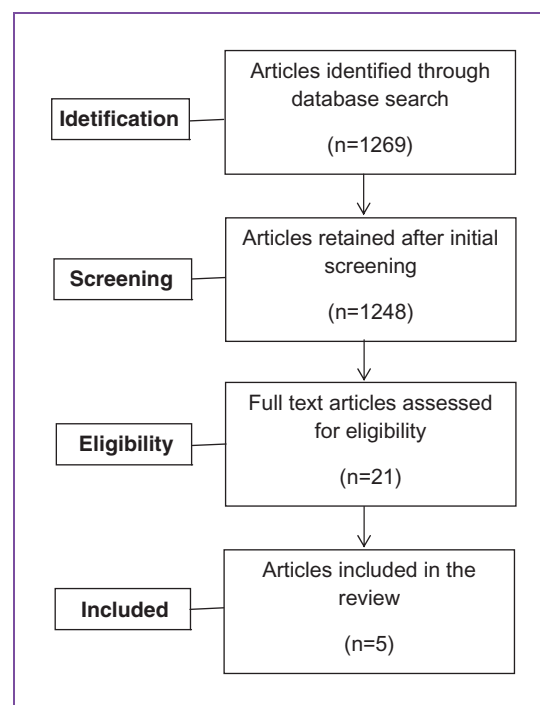 Idetification
Articles identified through
database search
(n=1269)
Screening
Articles retained after initial
screening
(n=1248)
Eligibility
Full text articles assessed
for eligibility
(n=21)
Included
Articles included in the
review
(n=5)